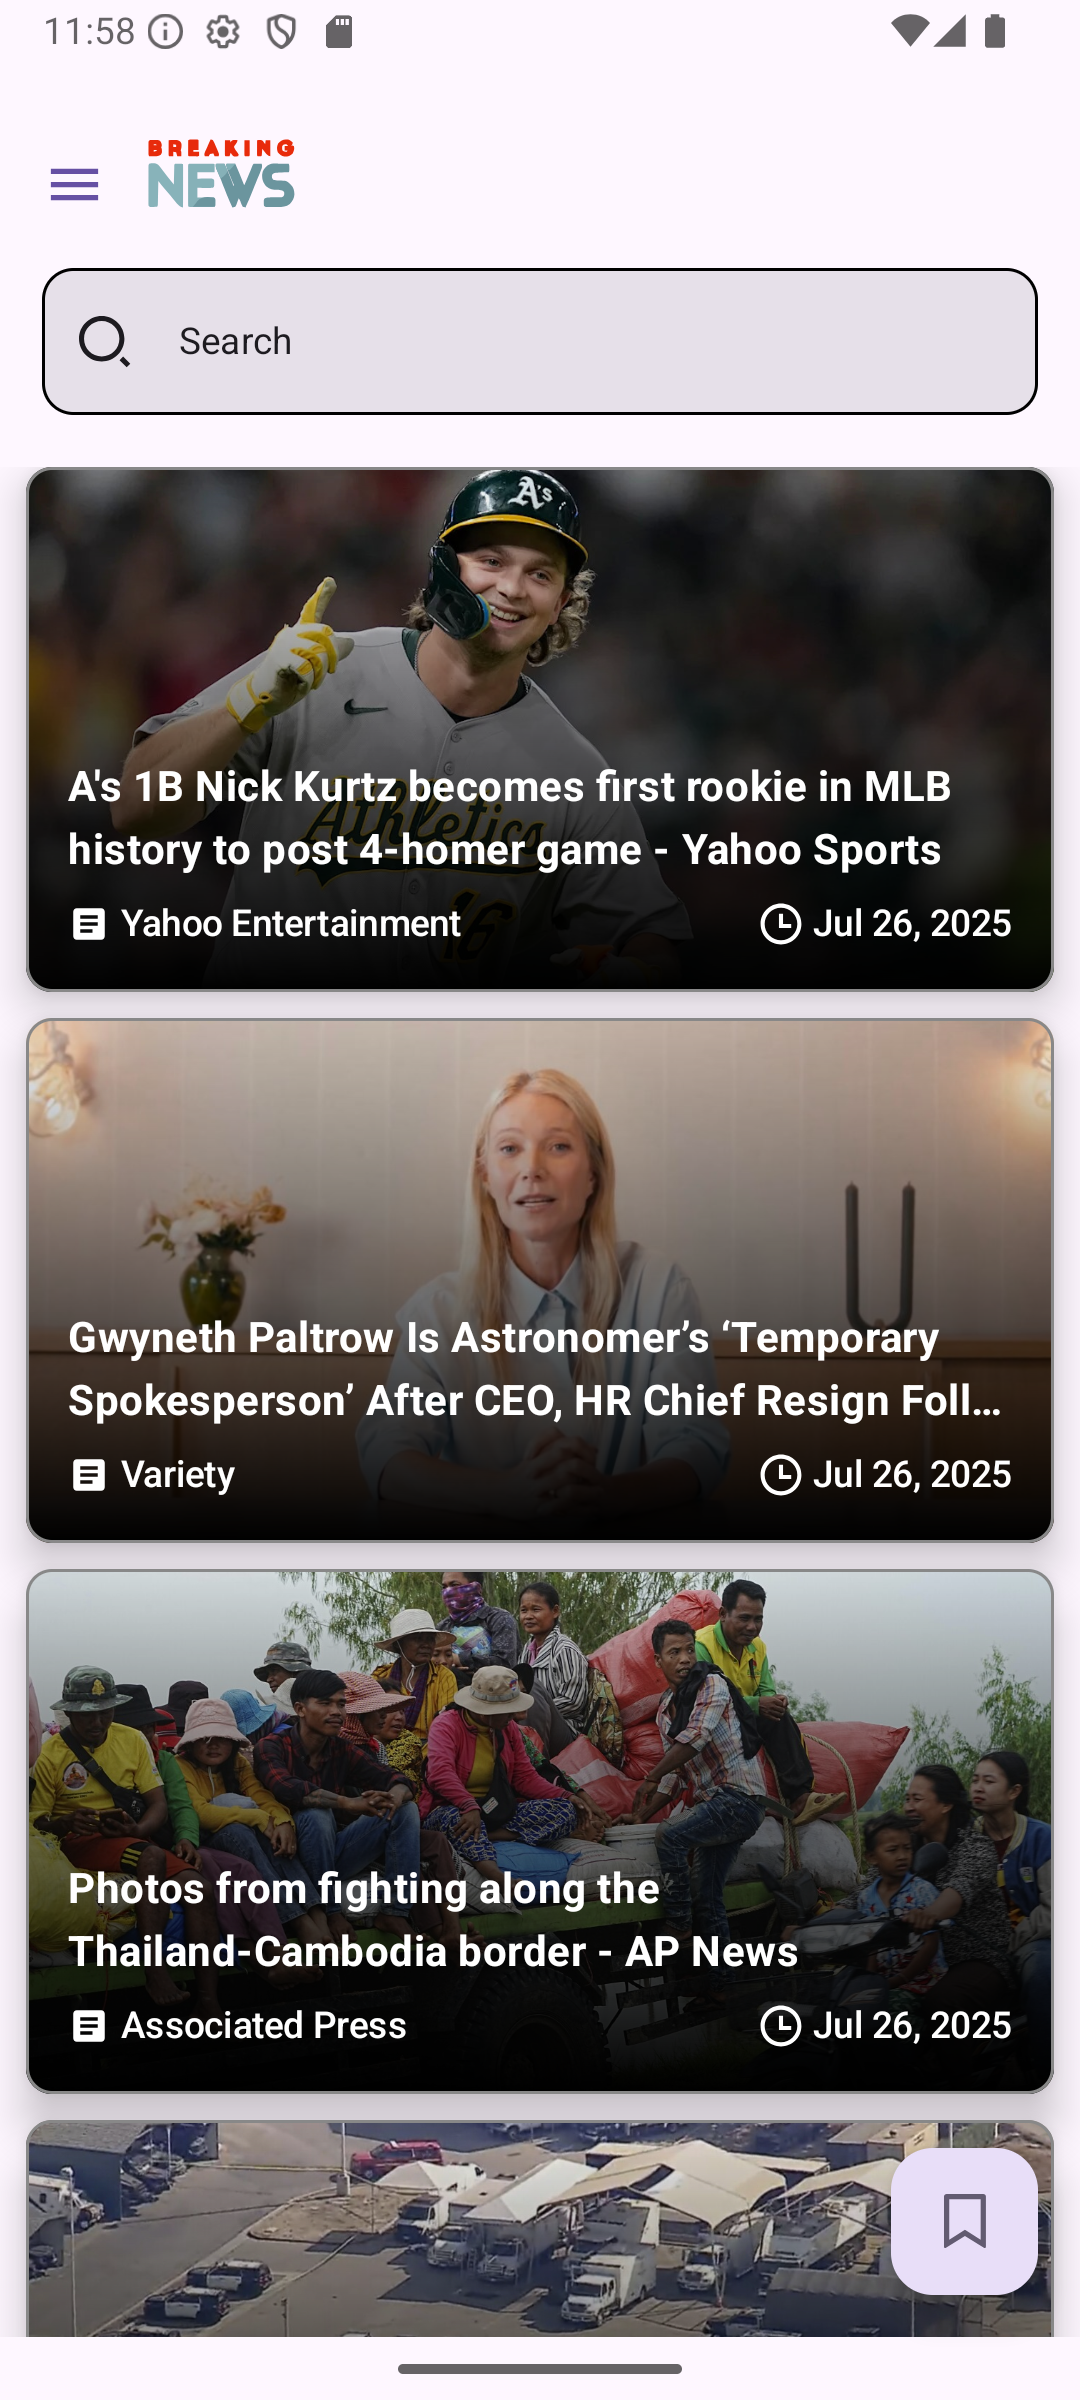 11:58
BREAKING
NEWS
Search
A's
Athletics
16
A's 1B Nick Kurtz becomes first rookie in MLB
history to post 4-homer game - Yahoo Sports
Yahoo Entertainment
Jul 26, 2025
Gwyneth Paltrow Is Astronomer’s ‘Temporary
Spokesperson’ After CEO, HR Chief Resign Foll…
Variety
Jul 26, 2025
Photos from fighting along the
Thailand-Cambodia border - AP News
Associated Press
Jul 26, 2025